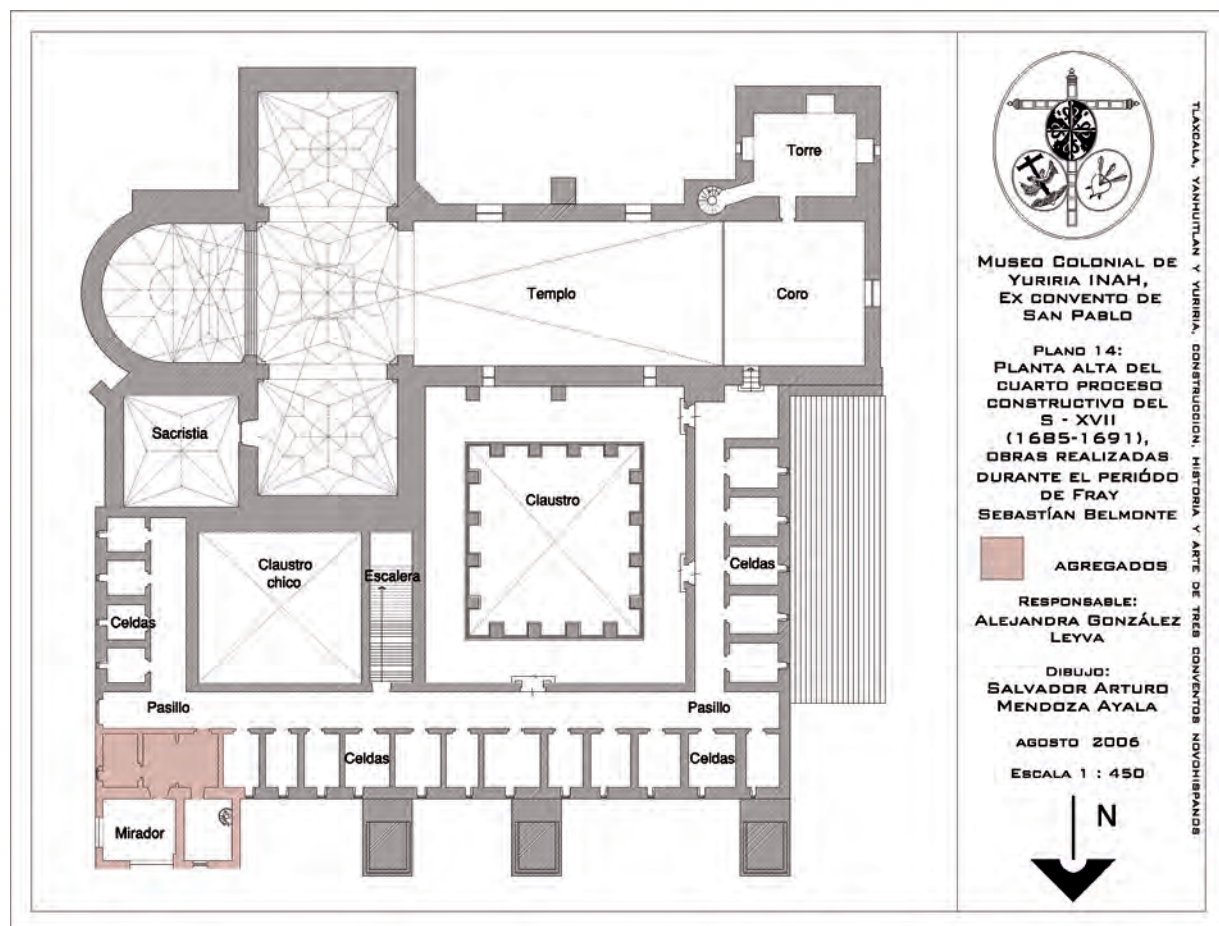 Torre
Templo
Coro
Sacristia
Claustro
Claustro
chico
Escalera
Celdas
Celdas
Pasillo
Pasillo
Celdas
Celdas
Mirador
MUSEO COLONIAL DE
YURIRIA INAH,
EX CONVENTO DE
SAN PABLO
PLANO 14:
PLANTA ALTA DEL
CUARTO PROCESO
CONSTRUCTIVO DEL
S - XVII
(1685-1691),
OBRAS REALIZADAS
DURANTE EL PERIÓDO
DE FRAY
SEBASTÍAN BELMONTE
AGREGADOS
RESPONSABLE:
ALEJANDRA GONZÁLEZ
LEYVA
DIBUJO:
SALVADOR ARTURO
MENDOZA AYALA
AGOSTO 2006
ESCALA 1 : 450
N
TLAXCALA, YANHUITLAN Y YURIRIA, CONSTRUCCION, HISTORIA Y ARTE DE TRES CONVENTOS NOVOHISPANOS